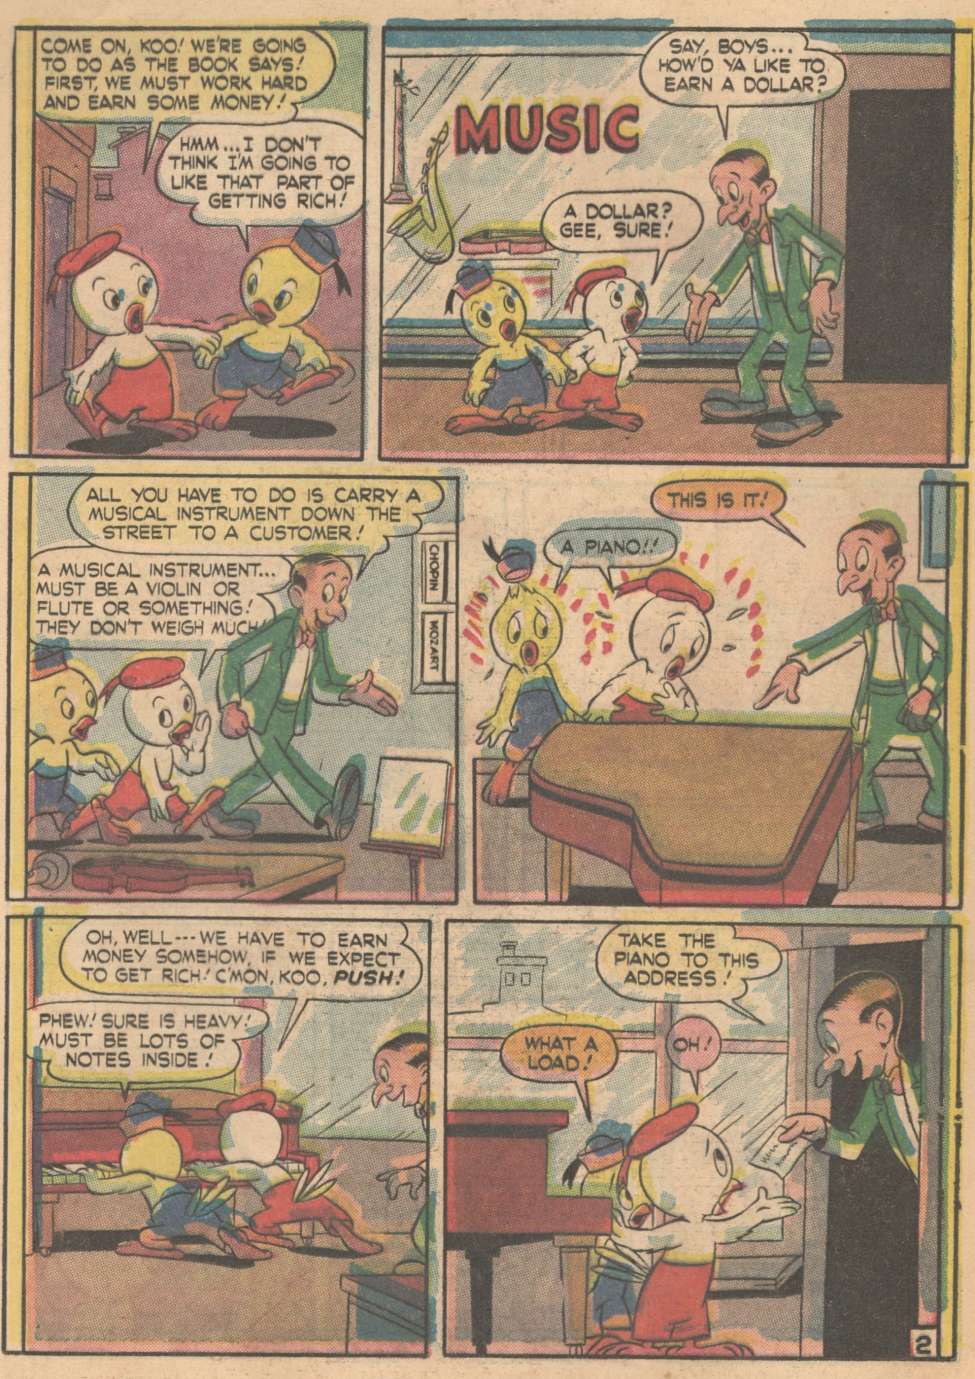 COME ON, KOO! WE'RE GOING
TO DO AS THE BOOK SAYS!
FIRST, WE MUST WORK HARD
AND EARN SOME MONEY!
HMM...I DON'T
THINK I'M GOING TO
LIKE THAT PART OF
GETTING RICH!
SAY, BOYS...
HOW'D YA LIKE TO
EARN A DOLLAR?
MUSIC
A DOLLAR?
GEE, SURE!
ALL YOU HAVE TO DO IS CARRY A
MUSICAL INSTRUMENT DOWN THE
STREET TO A CUSTOMER!
A MUSICAL INSTRUMENT...
MUST BE A VIOLIN OR
FLUTE OR SOMETHING!
THEY DON'T WEIGH MUCH!
CHOPIN
MOZART
THIS IS IT!
A PIANO!!
OH, WELL---WE HAVE TO EARN
MONEY SOMEHOW, IF WE EXPECT
TO GET RICH! C'MON, KOO, PUSH!
PHEW! SURE IS HEAVY!
MUST BE LOTS OF
NOTES INSIDE!
TAKE THE
PIANO TO THIS
ADDRESS!
WHAT A
LOAD!
OH!
2